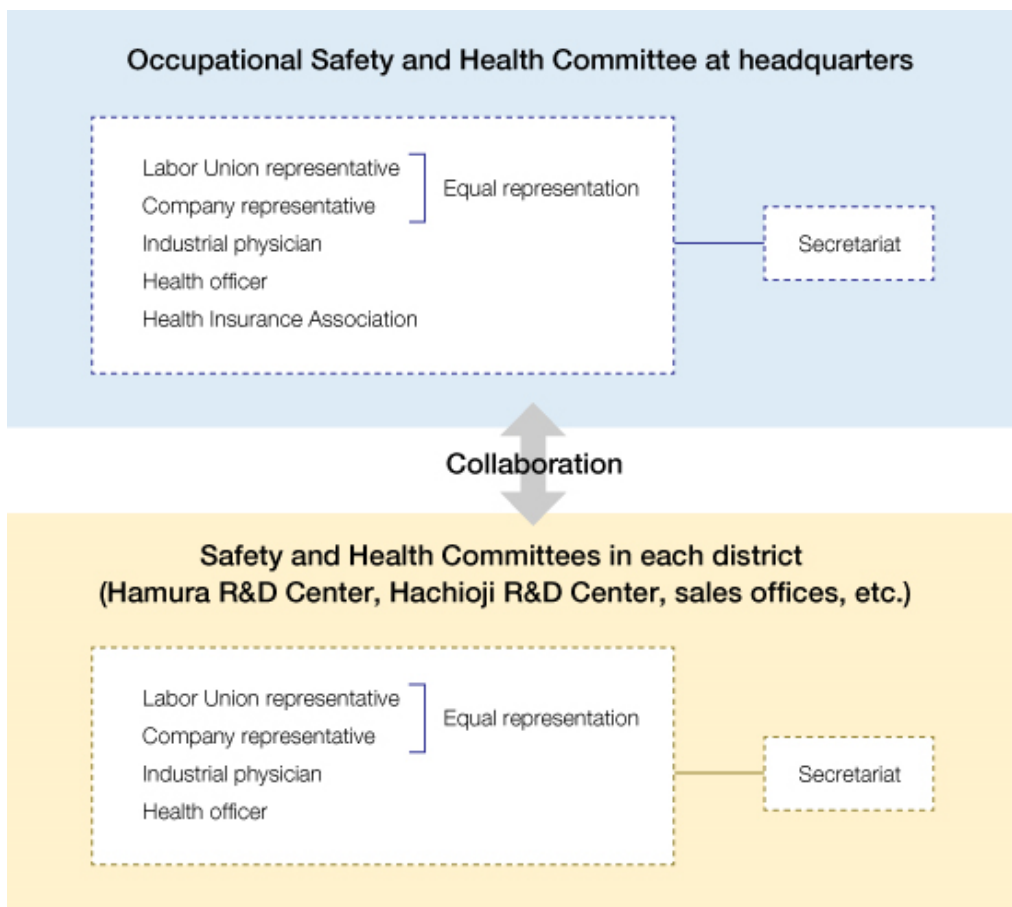 Occupational Safety and Health Committee at headquarters
Labor Union representative
Company representative
Equal representation
Industrial physician
Health officer
Health Insurance Association
Secretariat
Collaboration
Safety and Health Committees in each district
(Hamura R&D Center, Hachioji R&D Center, sales offices, etc.)
Labor Union representative
Company representative
Equal representation
Industrial physician
Health officer
Secretariat